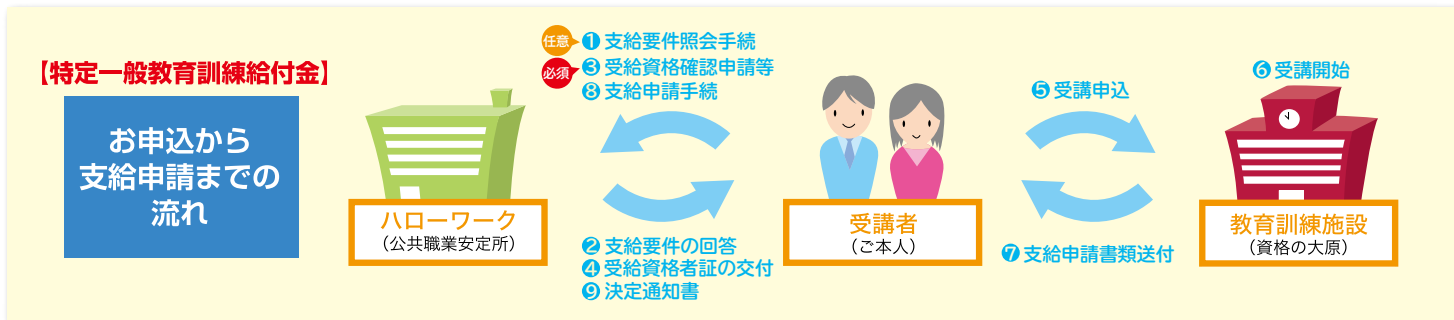 【特定一般教育訓練給付金】
お申込から
支給申請までの
流れ
任意
❶ 支給要件照会手続
必須
❸ 受給資格確認申請等
❽ 支給申請手続
ハローワーク
（公共職業安定所）
❷ 支給要件の回答
❹ 受給資格者証の交付
❾ 決定通知書
受講者
（ご本人）
❺ 受講申込
❼ 支給申請書類送付
❻ 受講開始
教育訓練施設
（資格の大原）